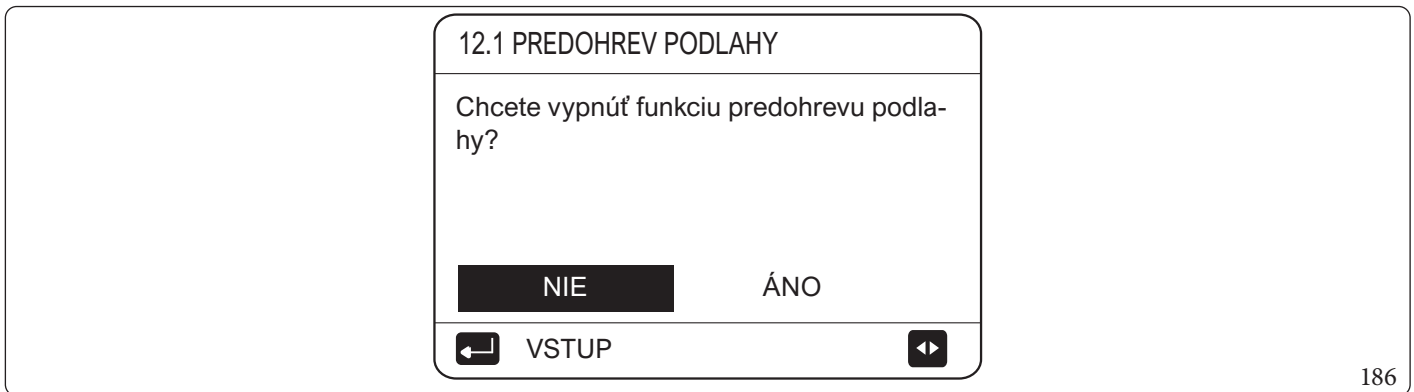 12.1 PREDOHREV PODLAHY
Chcete vypnúť funkciu predohrevu podla-
hy?
NIE ÁNO
VSTUP
186